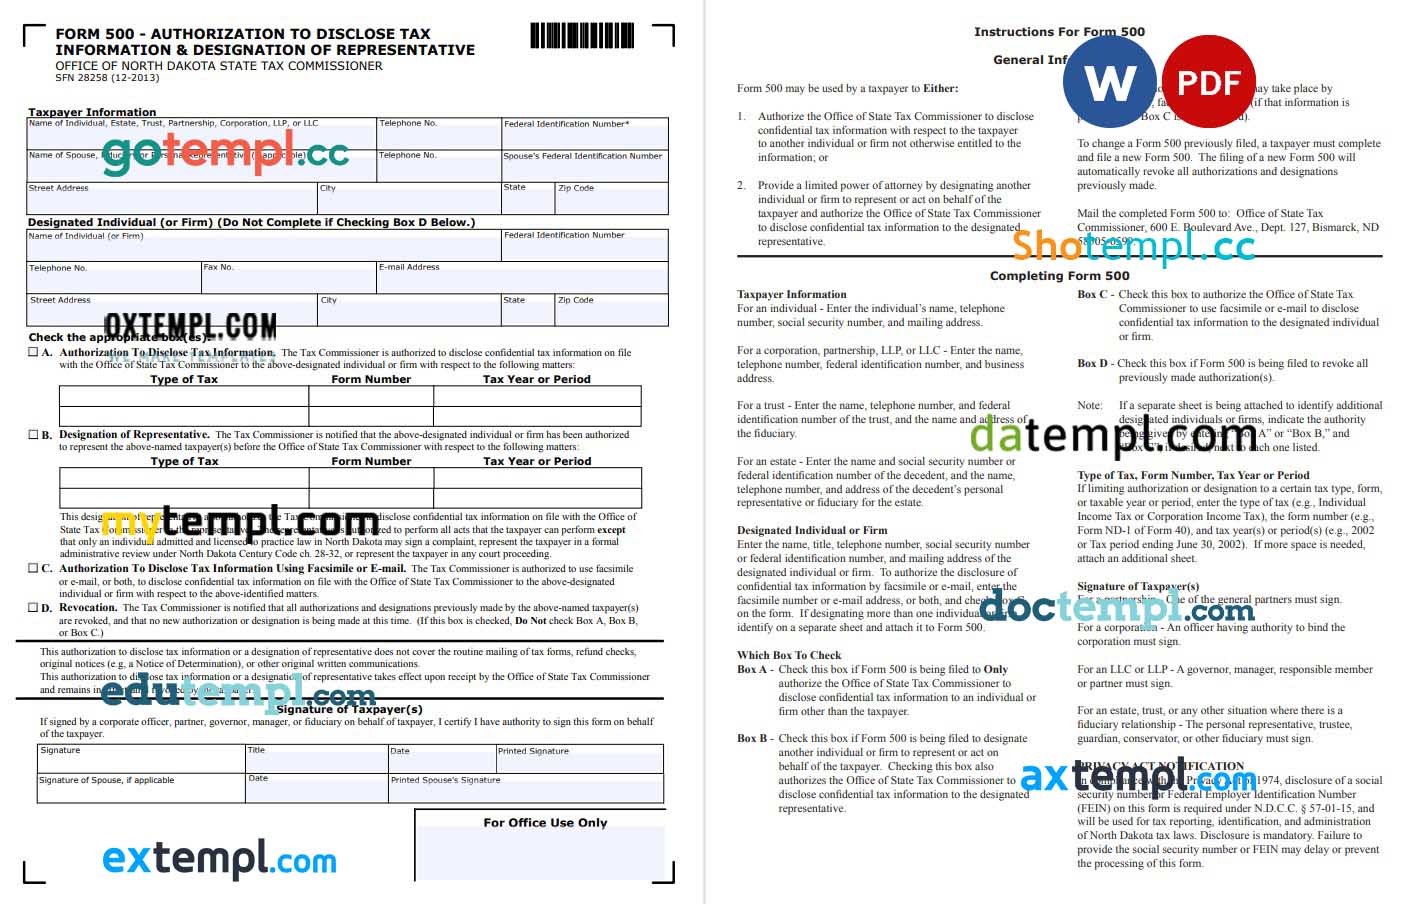 FORM 500 - AUTHORIZATION TO DISCLOSE TAX
INFORMATION & DESIGNATION OF REPRESENTATIVE
OFFICE OF NORTH DAKOTA STATE TAX COMMISSIONER
SFN 28258 (12-2013)
Taxpayer Information
Name of Individual, Estate, Trust, Partnership, Corporation, LLP, or LLC
Telephone No.
Federal Identification Number*
Name of Spouse,
Telephone No.
Spouse's Federal Identification Number
gotempl.cc
Street Address
City
State
Zip Code
Designated Individual (or Firm) (Do Not Complete if Checking Box D Below.)
Name of Individual (or Firm)
Federal Identification Number
Telephone No.
Fax No.
E-mail Address
Street Address
City
State
Zip Code
OXTEMPL.COM
WE MAKE TEMPLATES
Check the appropriate box(es):
A. Authorization To Disclose Tax Information. The Tax Commissioner is authorized to disclose confidential tax information on file
with the Office of State Tax Commissioner to the above-designated individual or firm with respect to the following matters:
Type of Tax
Form Number
Tax Year or Period
B. Designation of Representative. The Tax Commissioner is notified that the above-designated individual or firm has been authorized
to represent the above-named taxpayer(s) before the Office of State Tax Commissioner with respect to the following matters:
Type of Tax
Form Number
Tax Year or Period
This disclose confidential tax information on file with the Office of
State Tax authorized to perform all acts that the taxpayer can perform except
mytempl.com
that only an individual admitted and licensed to practice law in North Dakota may sign a complaint, represent the taxpayer in a formal
administrative review under North Dakota Century Code ch. 28-32, or represent the taxpayer in any court proceeding.
C. Authorization To Disclose Tax Information Using Facsimile or E-mail. The Tax Commissioner is authorized to use facsimile
or e-mail, or both, to disclose confidential tax information on file with the Office of State Tax Commissioner to the above-designated
individual or firm with respect to the above-identified matters.
D. Revocation. The Tax Commissioner is notified that all authorizations and designations previously made by the above-named taxpayer(s)
are revoked, and that no new authorization or designation is being made at this time. (If this box is checked, Do Not check Box A, Box B,
or Box C.)
This authorization to disclose tax information or a designation of representative does not cover the routine mailing of tax forms, refund checks,
original notices (e.g, a Notice of Determination), or other original written communications.
This authorization to disclose tax information or a designation of representative takes effect upon receipt by the Office of State Tax Commissioner
and remains in
edutempl.com
Signature of Taxpayer(s)
If signed by a corporate officer, partner, governor, manager, or fiduciary on behalf of taxpayer, I certify I have authority to sign this form on behalf
of the taxpayer.
Signature
Title
Date
Printed Signature
Signature of Spouse, if applicable
Date
Printed Spouse's Signature
For Office Use Only
extempl.com
Instructions For Form 500
General
W
PDF
Form 500 may be used by a taxpayer to Either:
1. Authorize the Office of State Tax Commissioner to disclose
confidential tax information with respect to the taxpayer
to another individual or firm not otherwise entitled to the
information; or
2. Provide a limited power of attorney by designating another
individual or firm to represent or act on behalf of the
taxpayer and authorize the Office of State Tax Commissioner
to disclose confidential tax information to the designated
representative.
may take place by
(if that information is
Box C is
To change a Form 500 previously filed, a taxpayer must complete
and file a new Form 500. The filing of a new Form 500 will
automatically revoke all authorizations and designations
previously made.
Mail the completed Form 500 to: Office of State Tax
Commissioner, 600 E. Boulevard Ave., Dept. 127, Bismarck, ND
58505-0599.
Shotempl.cc
Completing Form 500
Taxpayer Information
For an individual - Enter the individual's name, telephone
number, social security number, and mailing address.
For a corporation, partnership, LLP, or LLC - Enter the name,
telephone number, federal identification number, and business
address.
For a trust - Enter the name, telephone number, and federal
identification number of the trust, and the name and address of
the fiduciary.
For an estate - Enter the name and social security number or
federal identification number of the decedent, and the name,
telephone number, and address of the decedent's personal
representative or fiduciary for the estate.
Designated Individual or Firm
Enter the name, title, telephone number, social security number
or federal identification number, and mailing address of the
designated individual or firm. To authorize the disclosure of
confidential tax information by facsimile or e-mail, enter the
facsimile number or e-mail address, or both, and check
on the form. If designating more than one individual
identify on a separate sheet and attach it to Form 500.
Which Box To Check
Box A - Check this box if Form 500 is being filed to Only
authorize the Office of State Tax Commissioner to
disclose confidential tax information to an individual or
firm other than the taxpayer.
Box B - Check this box if Form 500 is being filed to designate
another individual or firm to represent or act on
behalf of the taxpayer. Checking this box also
authorizes the Office of State Tax Commissioner to
disclose confidential tax information to the designated
representative.
Box C - Check this box to authorize the Office of State Tax
Commissioner to use facsimile or e-mail to disclose
confidential tax information to the designated individual
or firm.
Box D - Check this box if Form 500 is being filed to revoke all
previously made authorization(s).
Note: If a separate sheet is being attached to identify additional
designated individuals or firms, indicate the authority
being given by entering "Box A" or "Box B," and
"Box C" if desired, next to each one listed.
datempl.com
Type of Tax, Form Number, Tax Year or Period
If limiting authorization or designation to a certain tax type, form,
or taxable year or period, enter the type of tax (e.g., Individual
Income Tax or Corporation Income Tax), the form number (e.g.,
Form ND-1 of Form 40), and tax year(s) or period(s) (e.g., 2002
or Tax period ending June 30, 2002). If more space is needed,
attach an additional sheet.
Signature of Taxpayer(s)
For a partnership - One of the general partners must sign.
doctempl.com
For a corporation - An officer having authority to bind the
corporation must sign.
For an LLC or LLP - A governor, manager, responsible member
or partner must sign.
For an estate, trust, or any other situation where there is a
fiduciary relationship - The personal representative, trustee,
guardian, conservator, or other fiduciary must sign.
PRIVACY ACT NOTIFICATION
In compliance with the Privacy Act of 1974, disclosure of a social
axtempl.com
security number or Federal Employer Identification Number
(FEIN) on this form is required under N.D.C.C. § 57-01-15, and
will be used for tax reporting, identification, and administration
of North Dakota tax laws. Disclosure is mandatory. Failure to
provide the social security number or FEIN may delay or prevent
the processing of this form.